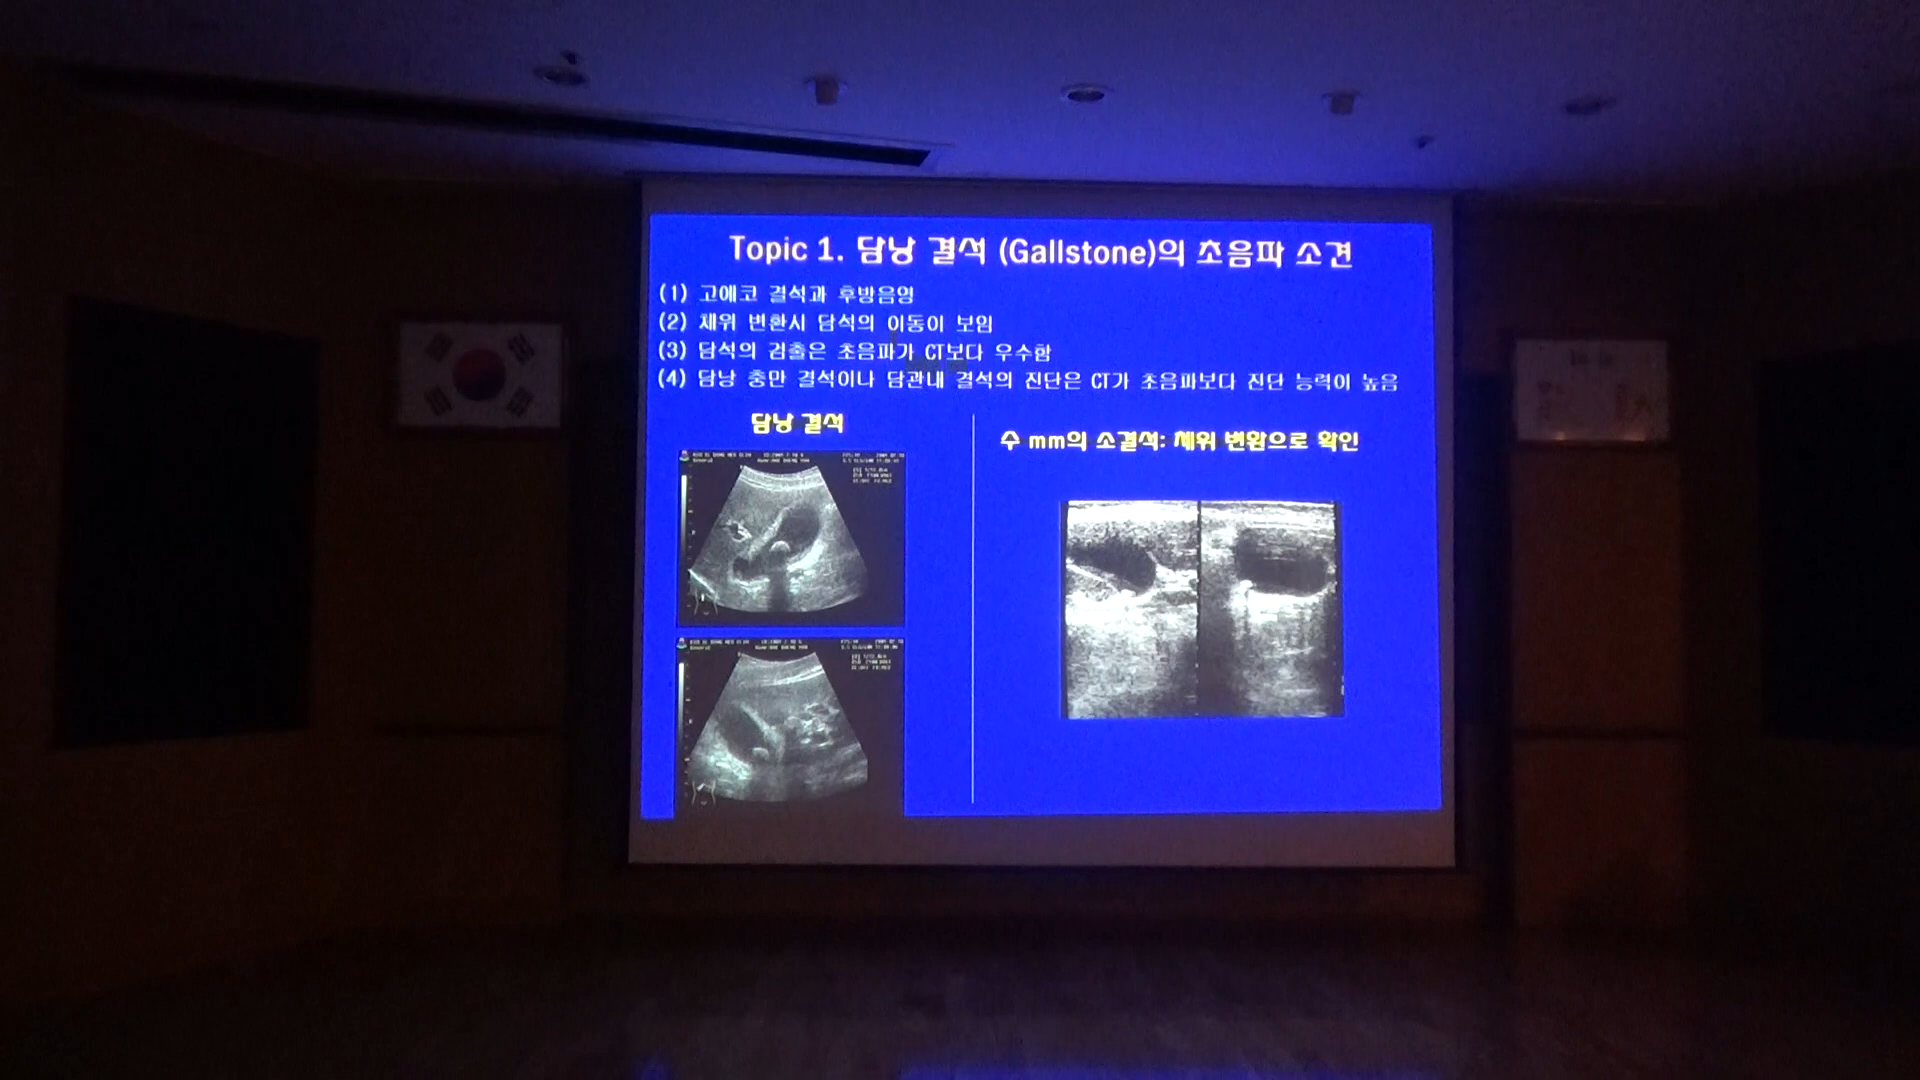 Topic 1. 담낭 결석 (Gallstone)의 초음파 소견
(1) 고에코 결석과 후방음영
(2) 체위 변환시 담석의 이동이 보임
(3) 담석의 검출은 초음파가 CT보다 우수함
(4) 담낭 충만 결석이나 담관내 결석의 진단은 CT가 초음파보다 진단 능력이 높음
담낭 결석
수 mm의 소결석: 체위 변환으로 확인